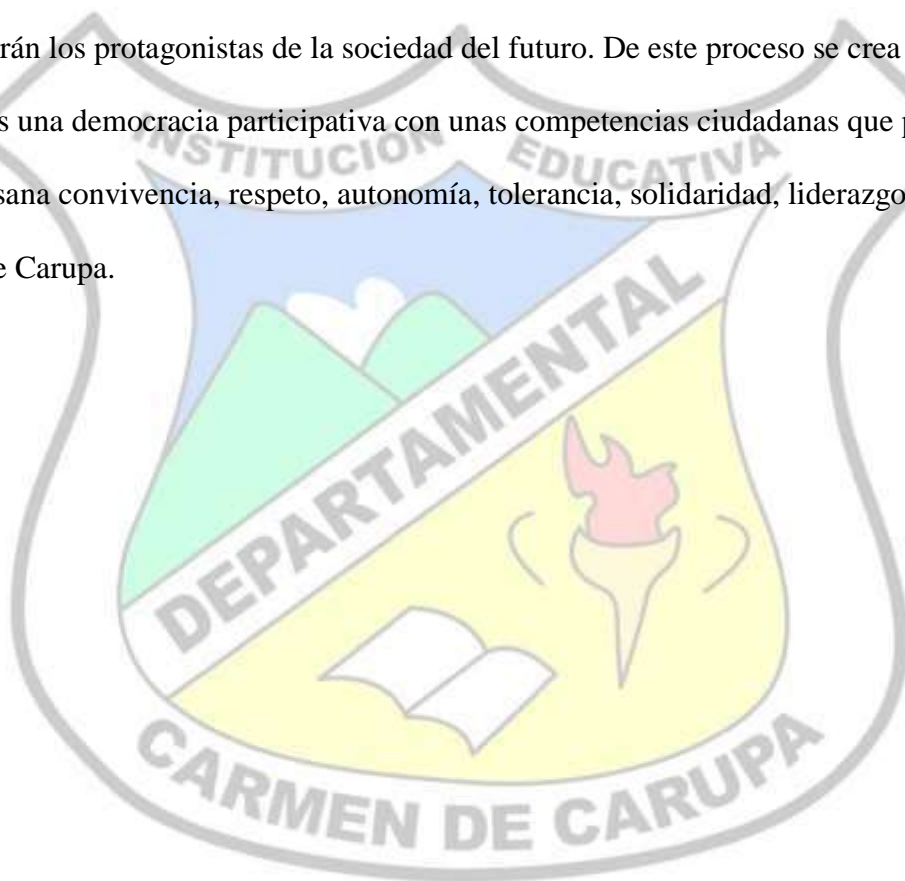 rán los protagonistas de la sociedad del futuro. De este proceso se crea
s una democracia participativa con unas competencias ciudadanas que p
sana convivencia, respeto, autonomía, tolerancia, solidaridad, liderazgo
e Carupa.
INSTITUCIÓN EDUCATIVA
DEPARTAMENTAL
CARMEN DE CARUPA